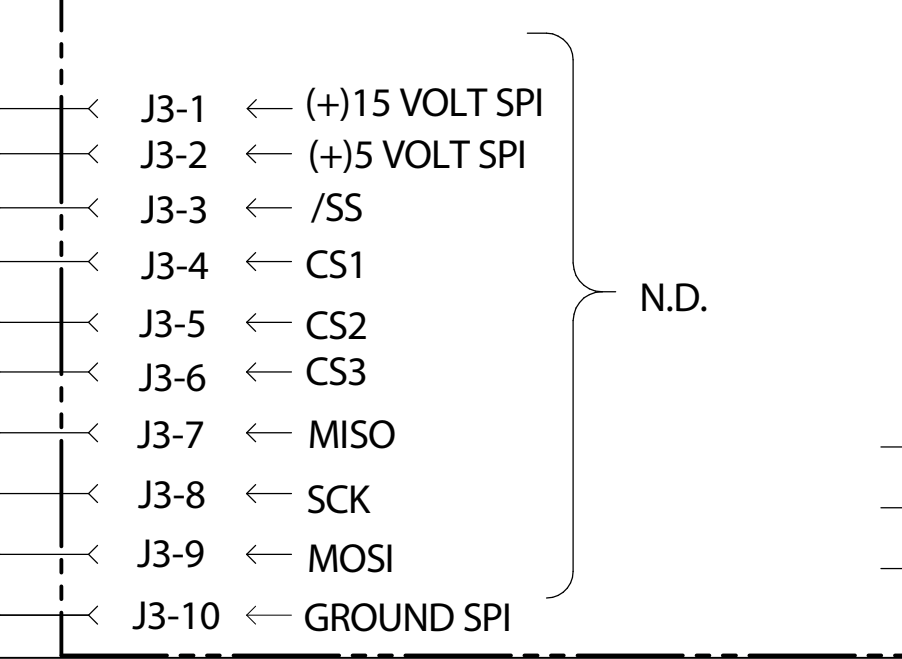 J3-1 (+)15 VOLT SPI
J3-2 (+)5 VOLT SPI
J3-3 /SS
J3-4 CS1
N.D.
J3-5 CS2
J3-6 CS3
J3-7 MISO
J3-8 SCK
J3-9 MOSI
J3-10 GROUND SPI